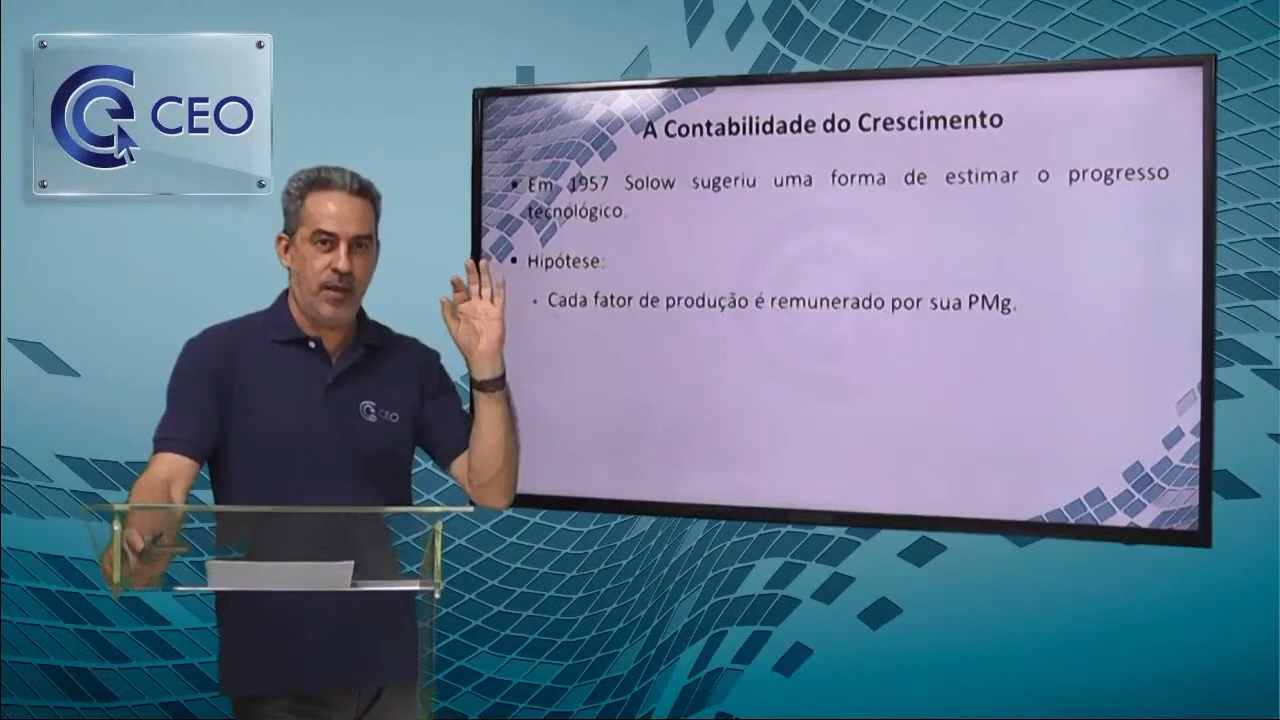 CEO
A Contabilidade do Crescimento
• Em 1957 Solow sugeriu uma forma de estimar o progresso
tecnológico.
• Hipótese:
• Cada fator de produção é remunerado por sua PMg.
CEO